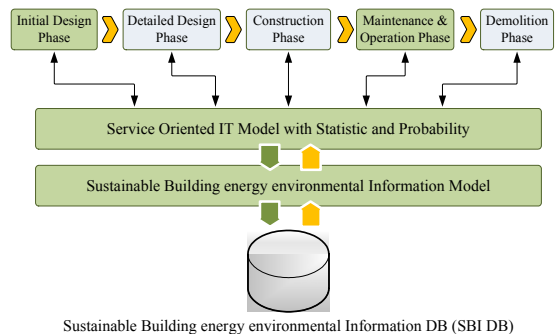 Initial Design
Phase
Detailed Design
Phase
Construction
Phase
Maintenance &
Operation Phase
Demolition
Phase
Service Oriented IT Model with Statistic and Probability
Sustainable Building energy environmental Information Model
Sustainable Building energy environmental Information DB (SBI DB)